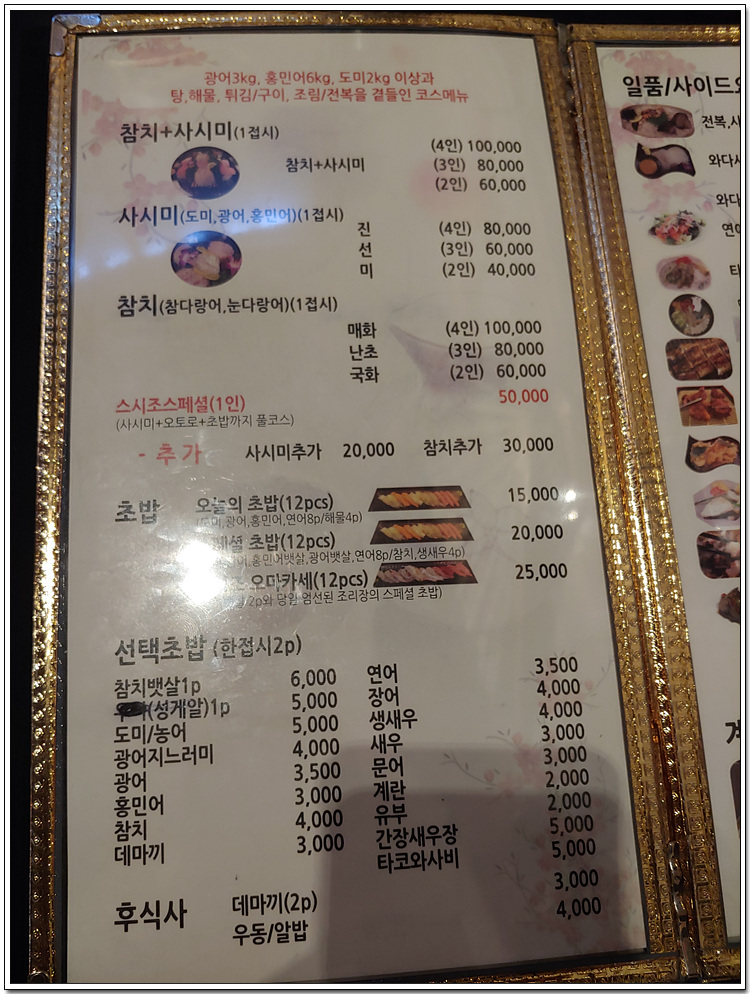 광어3kg, 홍민어6kg, 도미2kg 이상과
탕,해물, 튀김/구이, 조림/전복을 곁들인 코스메뉴
참치+사시미(1접시)
(4인) 100,000
참치+사시미 (3인) 80,000
(2인) 60,000
사시미(도미,광어,홍민어)(1접시)
진 (4인) 80,000
선 (3인) 60,000
미 (2인) 40,000
참치(참다랑어,눈다랑어)(1접시)
매화 (4인) 100,000
난초 (3인) 80,000
국화 (2인) 60,000
스시조스페셜(1인) 50,000
(사시미+오토로+초밥까지 풀코스)
- 추가 사시미추가 20,000 참치추가 30,000
초밥 오늘의 초밥(12pcs) 15,000
(도미,광어,홍민어,연어8p/해물4p)
페셜 초밥(12pcs) 20,000
홍민어뱃살,광어뱃살,연어8p/참치,생새우4p)
오마카세(12pcs) 25,000
/2p와 당일 엄선된 조리장의 스페셜 초밥)
선택초밥 (한접시2p)
참치뱃살1p 6,000
(성게알)1p 5,000
도미/농어 5,000
광어지느러미 4,000
광어 3,500
홍민어 3,000
참치 4,000
데마끼 3,000
연어 3,500
장어 4,000
생새우 4,000
새우 3,000
문어 3,000
계란 2,000
유부 2,000
간장새우장 5,000
타코와사비 5,000
후식사 데마끼(2p) 3,000
우동/알밥 4,000
일품/사이드
전복,
와다
와다